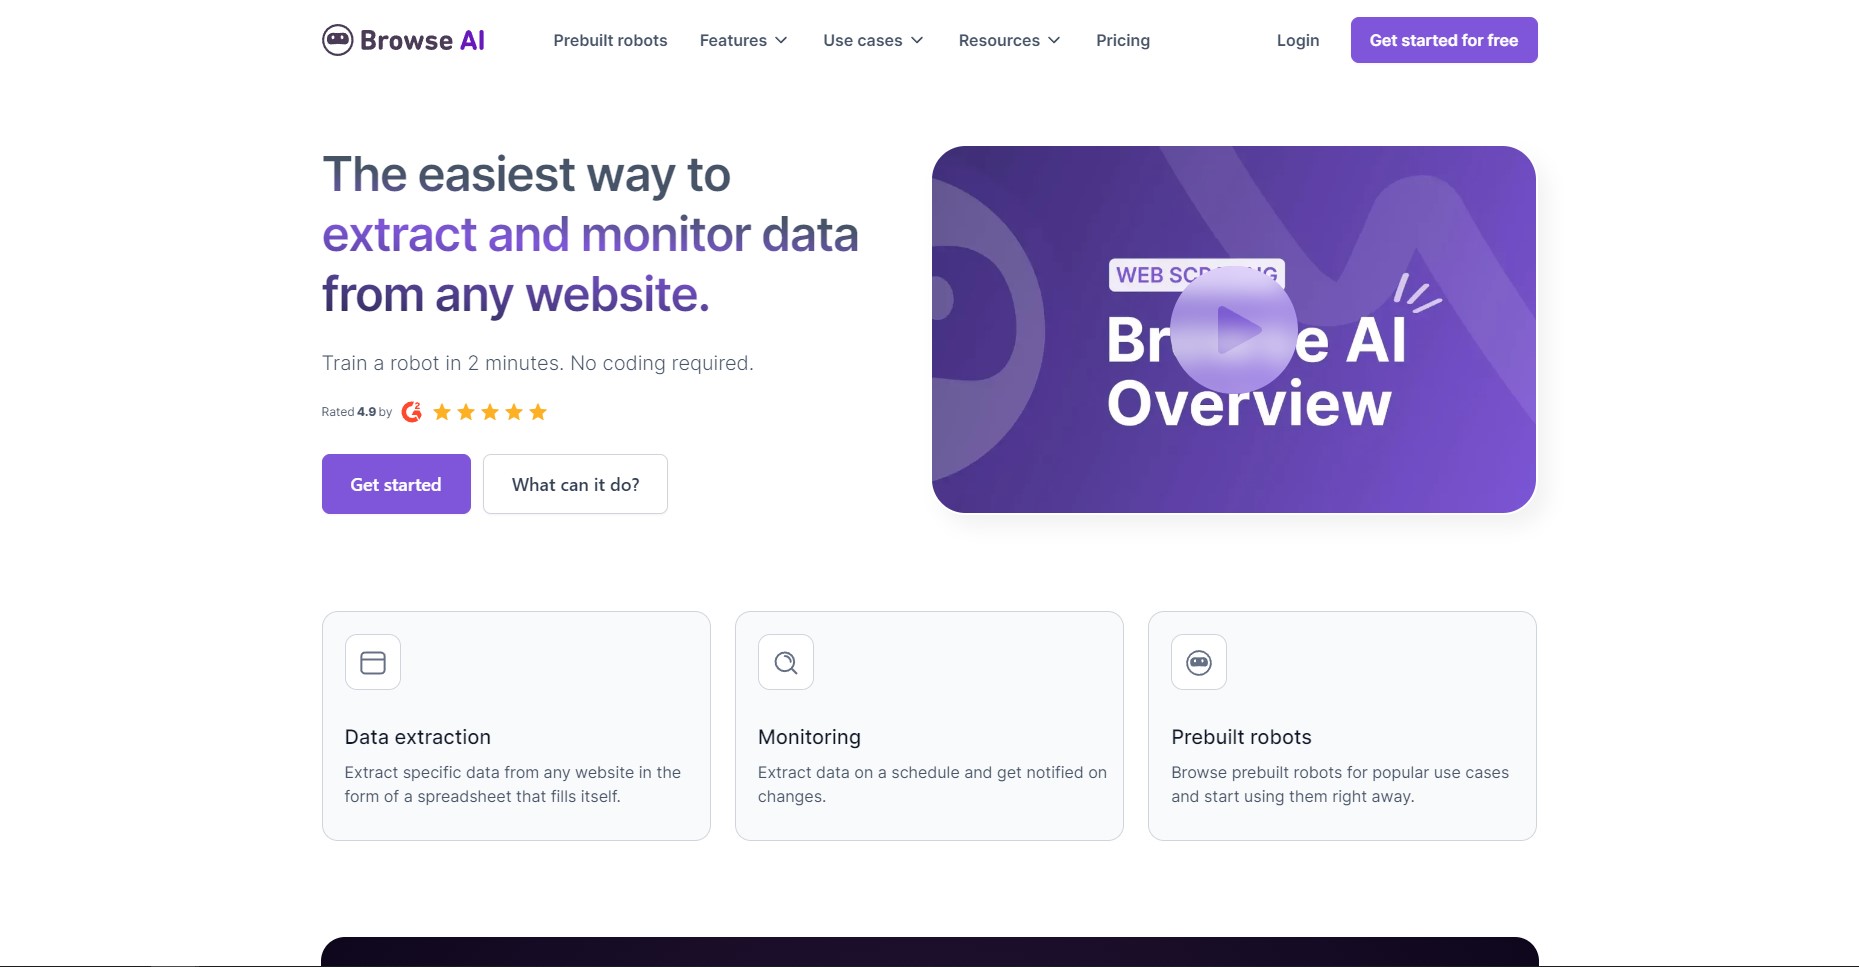 Browse AI
Prebuilt robots
Features
Use cases
Resources
Pricing
Login
Get started for free
The easiest way to
extract and monitor data
from any website.
Train a robot in 2 minutes. No coding required.
Rated 4.9 by G2
Get started
What can it do?
WEB
AI
Overview
Data extraction
Extract specific data from any website in the
form of a spreadsheet that fills itself.
Monitoring
Extract data on a schedule and get notified on
changes.
Prebuilt robots
Browse prebuilt robots for popular use cases
and start using them right away.